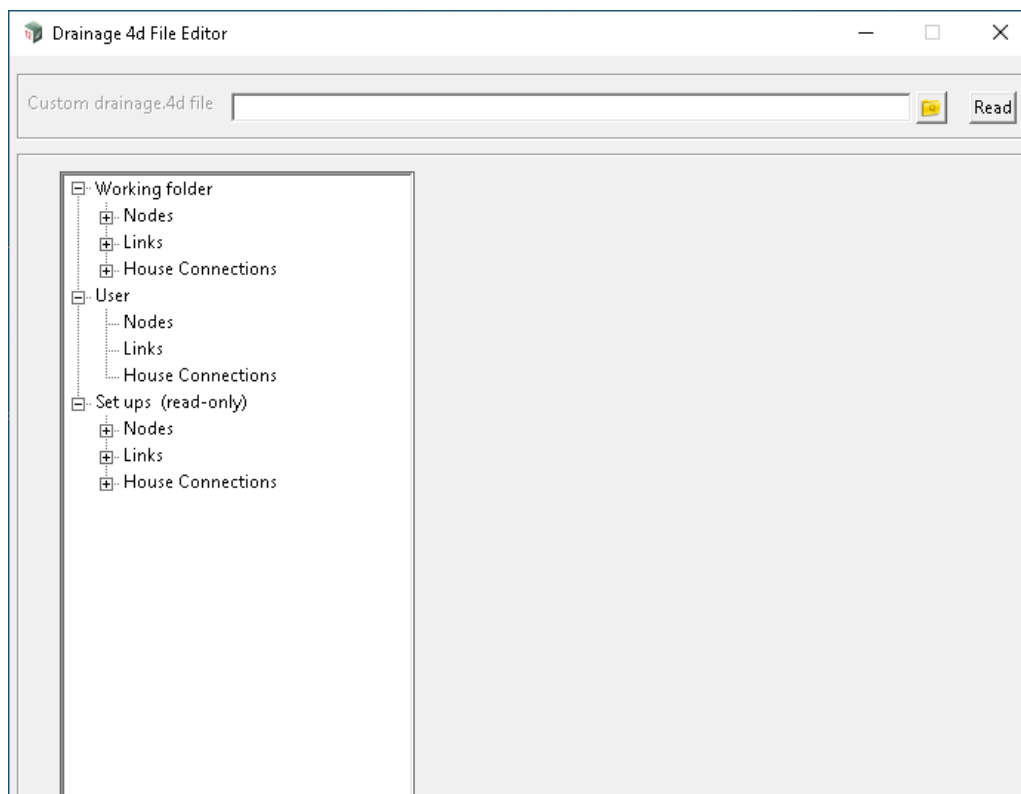 Drainage 4d File Editor
Custom drainage.4d file
Read
Working folder
Nodes
Links
House Connections
User
Nodes
Links
House Connections
Set ups (read-only)
Nodes
Links
House Connections